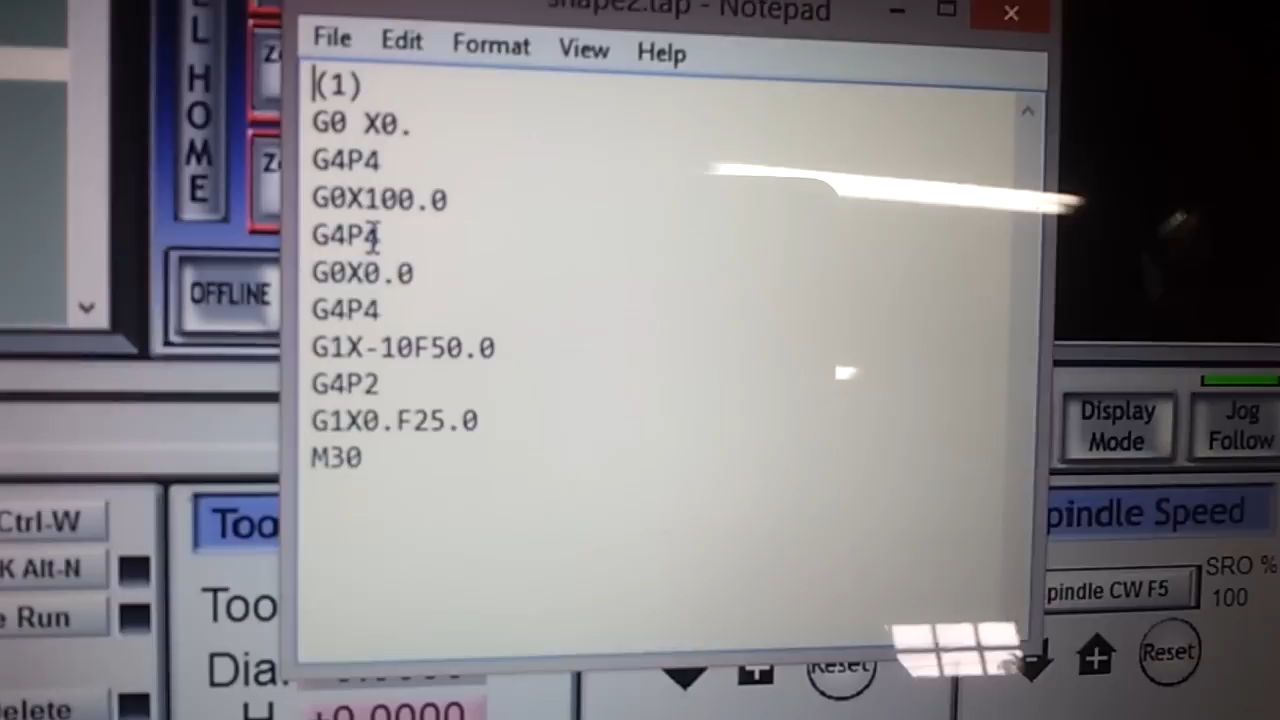 shape2.tap - Notepad
File Edit Format View Help
(1)
G0 X0.
G4P4
G0X100.0
G4P4
G0X0.0
G4P4
G1X-10F50.0
G4P2
G1X0.F25.0
M30
HOME
OFFLINE
Display
Mode
Jog
Follow
Ctrl-W
Alt-N
Run
Delete
Too
Too
Dia.
H
+0.0000
Reset
pindle Speed
pindle CW F5
SRO %
100
Reset